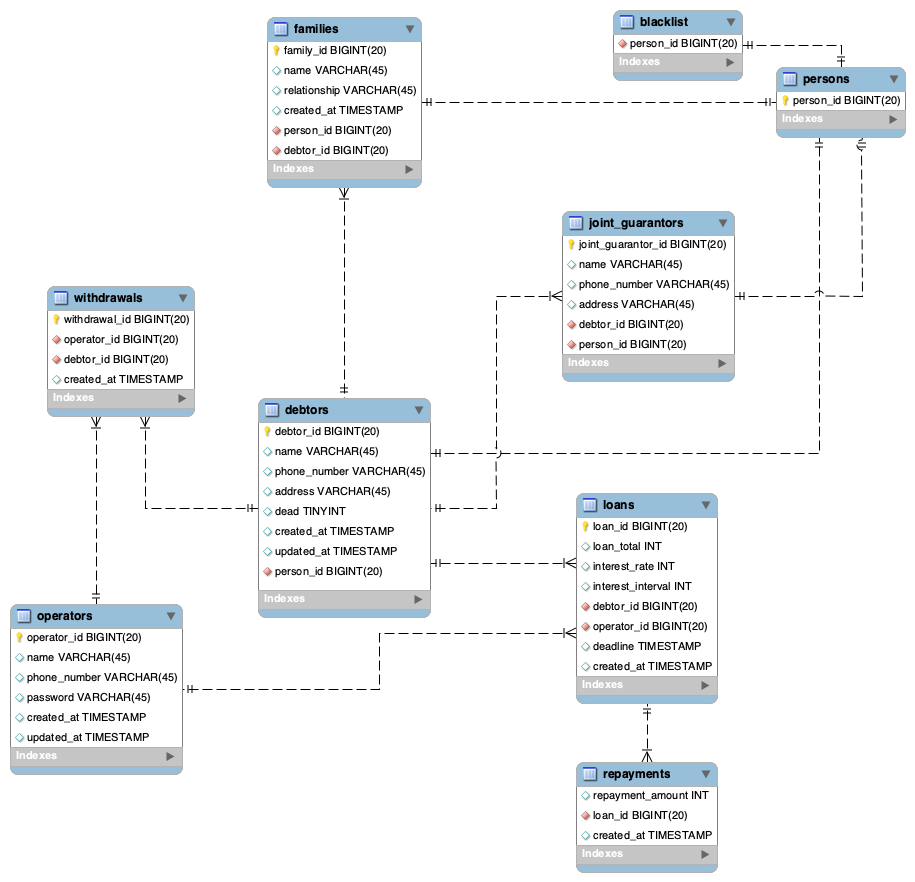 families
family_id BIGINT(20)
name VARCHAR(45)
relationship VARCHAR(45)
created_at TIMESTAMP
person_id BIGINT(20)
debtor_id BIGINT(20)
Indexes
blacklist
person_id BIGINT(20)
Indexes
persons
person_id BIGINT(20)
Indexes
joint_guarantors
joint_guarantor_id BIGINT(20)
name VARCHAR(45)
phone_number VARCHAR(45)
address VARCHAR(45)
debtor_id BIGINT(20)
person_id BIGINT(20)
Indexes
withdrawals
withdrawal_id BIGINT(20)
operator_id BIGINT(20)
debtor_id BIGINT(20)
created_at TIMESTAMP
Indexes
debtors
debtor_id BIGINT(20)
name VARCHAR(45)
phone_number VARCHAR(45)
address VARCHAR(45)
dead TINYINT
created_at TIMESTAMP
updated_at TIMESTAMP
person_id BIGINT(20)
Indexes
loans
loan_id BIGINT(20)
loan_total INT
interest_rate INT
interest_interval INT
debtor_id BIGINT(20)
operator_id BIGINT(20)
deadline TIMESTAMP
created_at TIMESTAMP
Indexes
operators
operator_id BIGINT(20)
name VARCHAR(45)
phone_number VARCHAR(45)
password VARCHAR(45)
created_at TIMESTAMP
updated_at TIMESTAMP
Indexes
repayments
repayment_amount INT
loan_id BIGINT(20)
created_at TIMESTAMP
Indexes